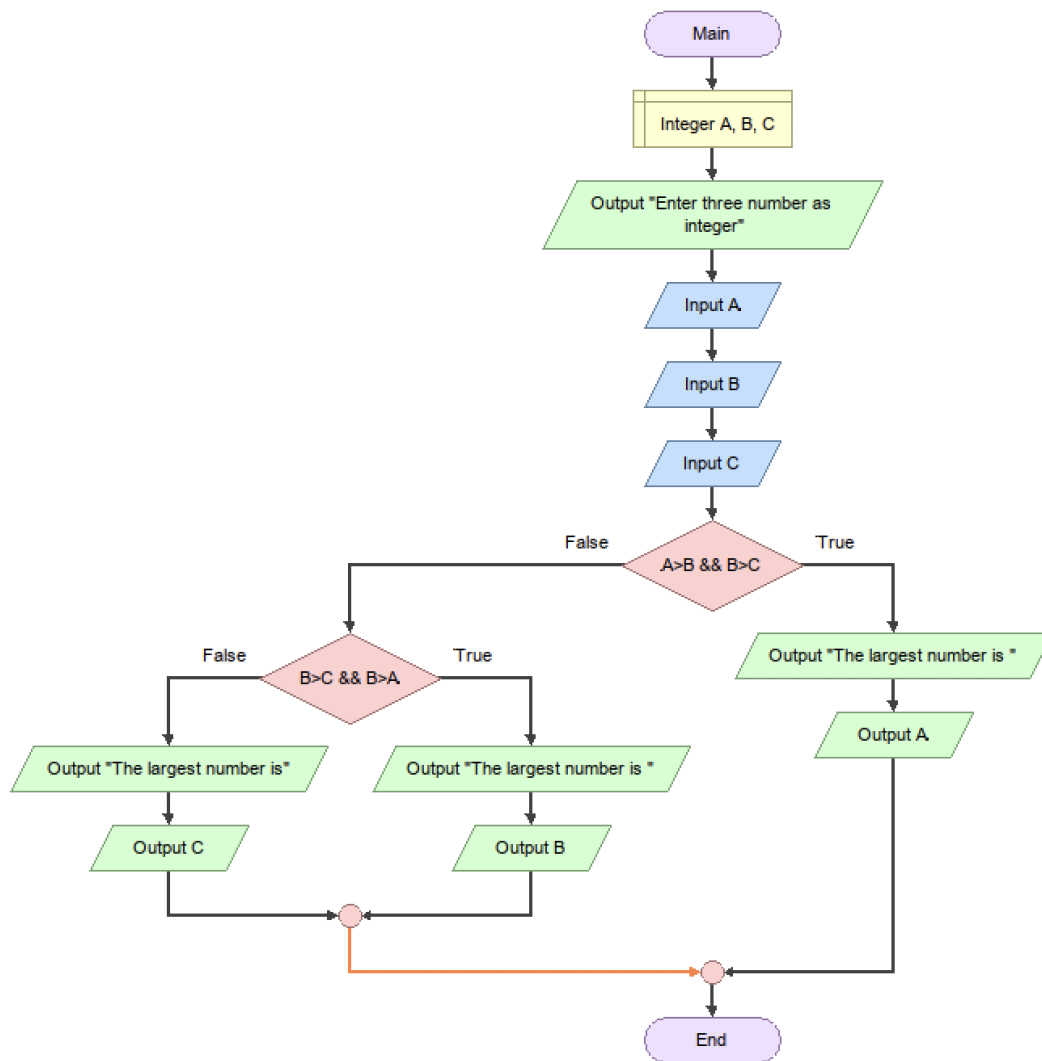 Main
Integer A, B, C
Output "Enter three number as
integer"
Input A
Input B
Input C
False
True
A>B && B>C
False
True
B>C && B>A
Output "The largest number is "
Output A
Output "The largest number is"
Output "The largest number is "
Output C
Output B
End